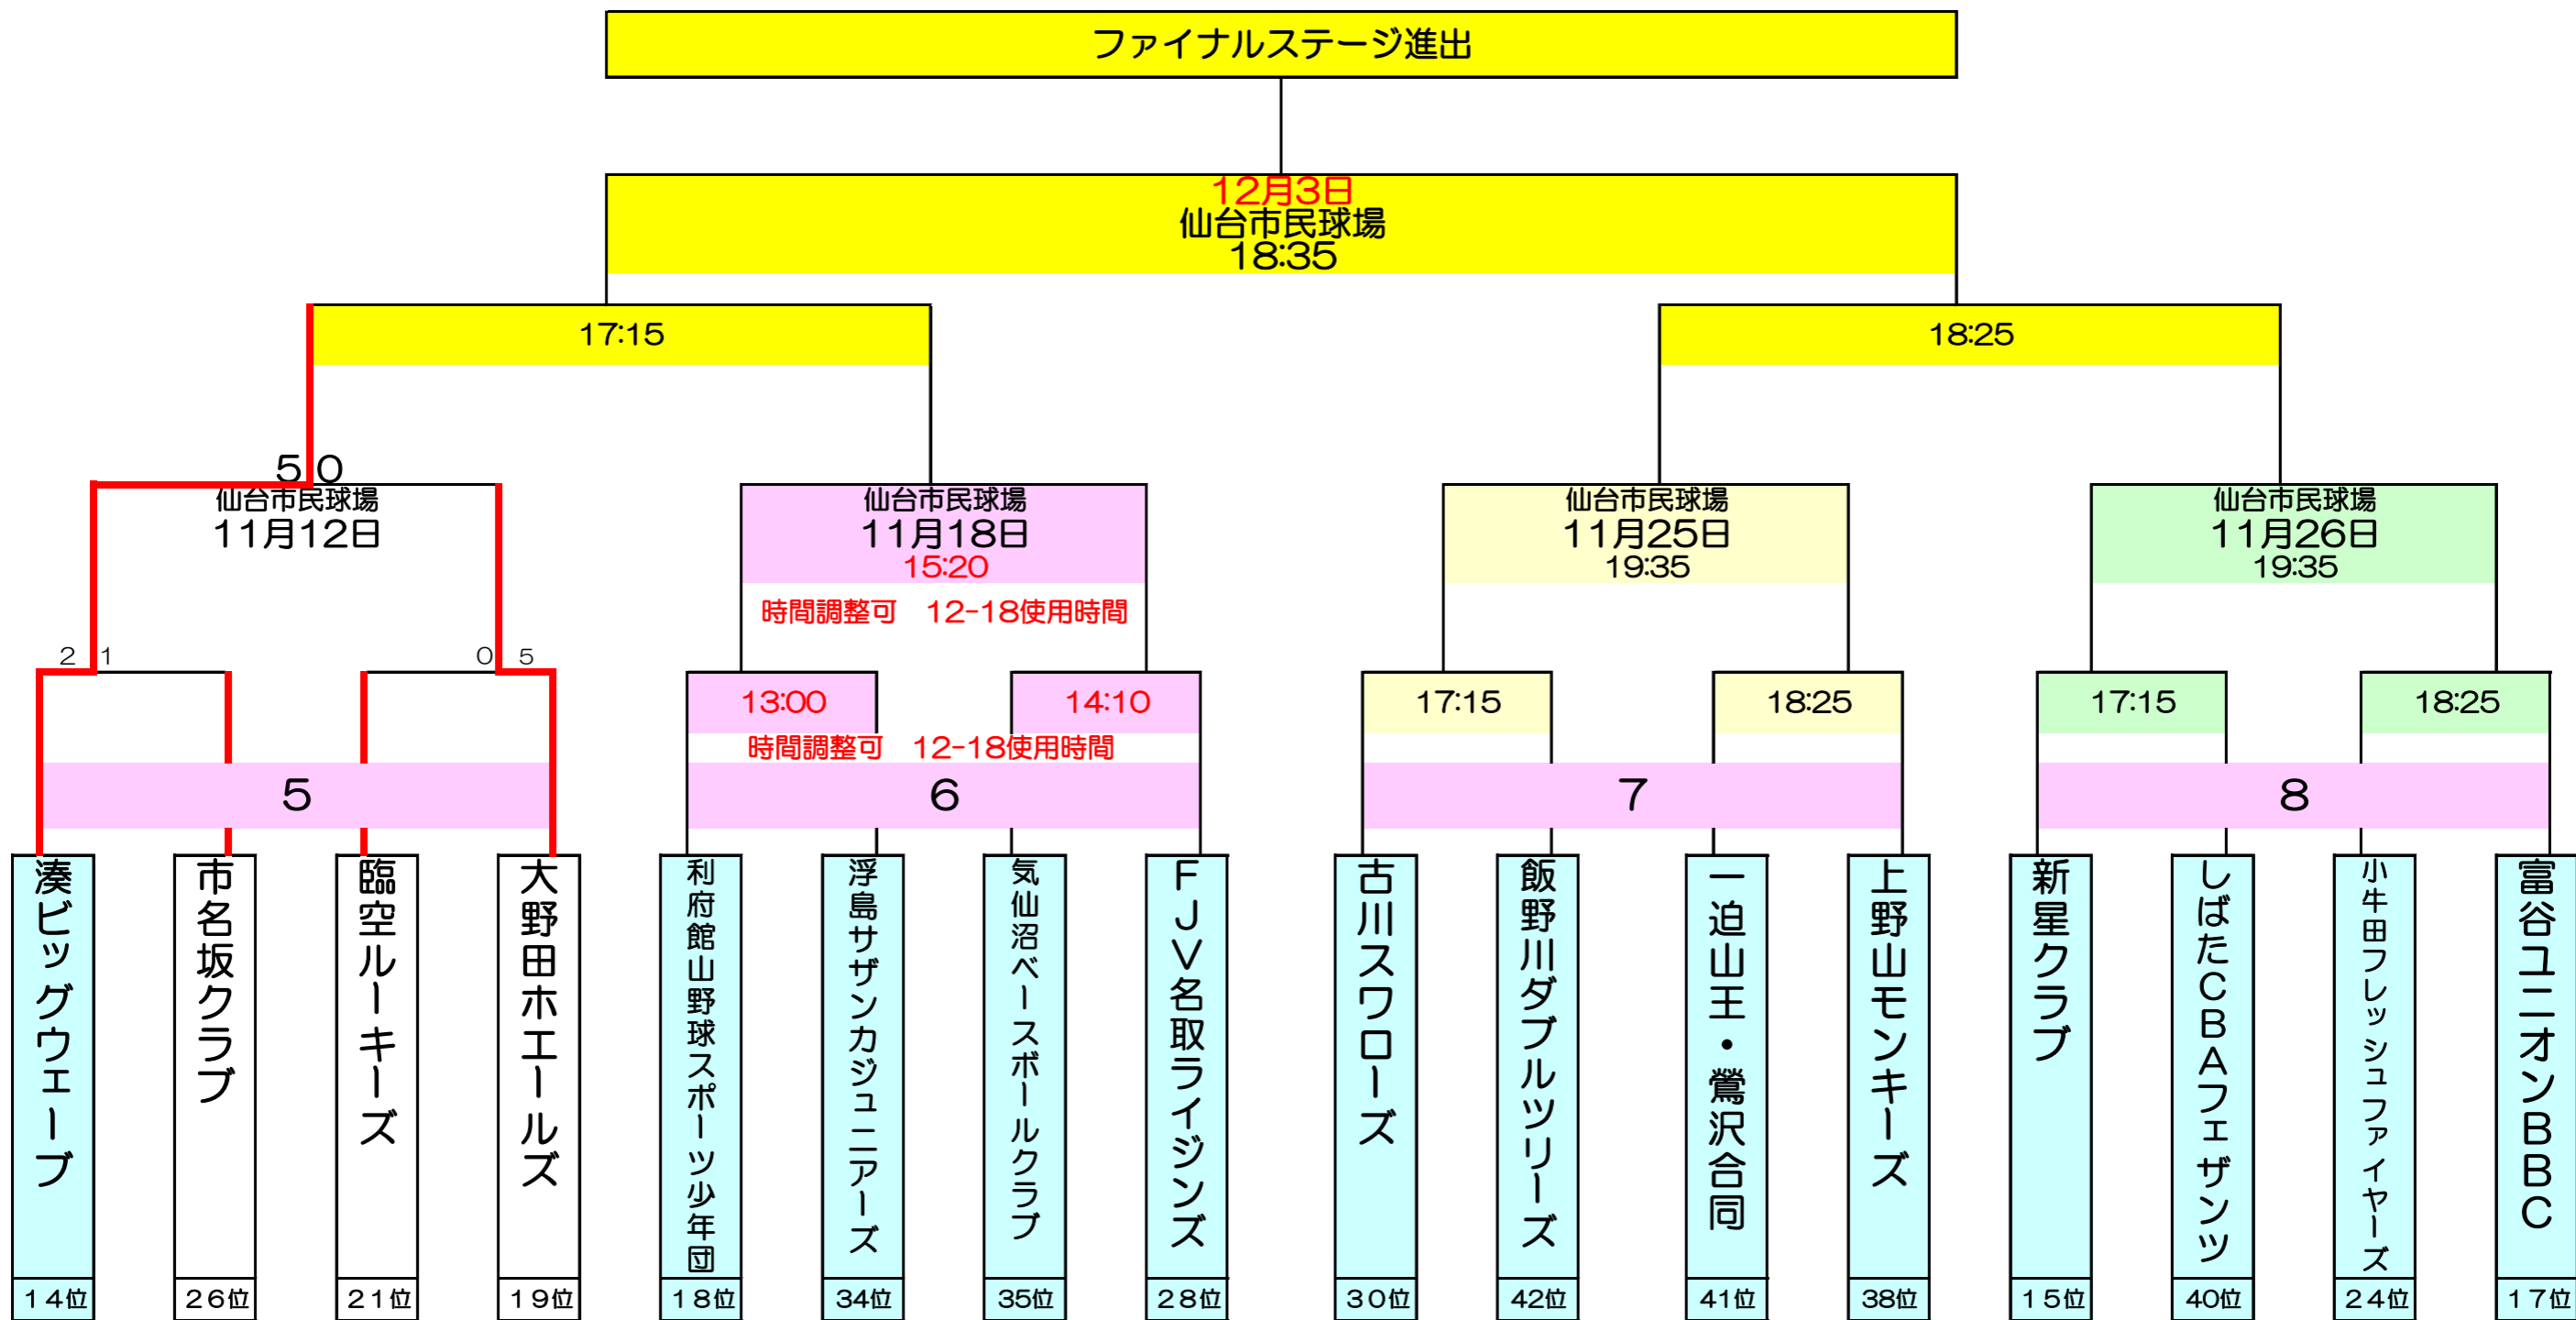 ファイナルステージ進出
12月3日
仙台市民球場
18:35
17:15
18:25
5 0
仙台市民球場
11月12日
仙台市民球場
11月18日
15:20
時間調整可　12-18使用時間
仙台市民球場
11月25日
19:35
仙台市民球場
11月26日
19:35
2 1
0 5
13:00
14:10
時間調整可　12-18使用時間
17:15
18:25
17:15
18:25
5
6
7
8
湊ビッグウェーブ
市名坂クラブ
臨空ルーキーズ
大野田ホエールズ
利府館山野球スポーツ少年団
浮島サザンカジュニアーズ
気仙沼ベースボールクラブ
FJV名取ライジンズ
古川スワローズ
飯野川ダブルツリーズ
一迫山王・鶯沢合同
上野山モンキーズ
新星クラブ
しばたCBAフェザンツ
小牛田フレッシュファイヤーズ
富谷ユニオンBBC
14位
26位
21位
19位
18位
34位
35位
28位
30位
42位
41位
38位
15位
40位
24位
17位